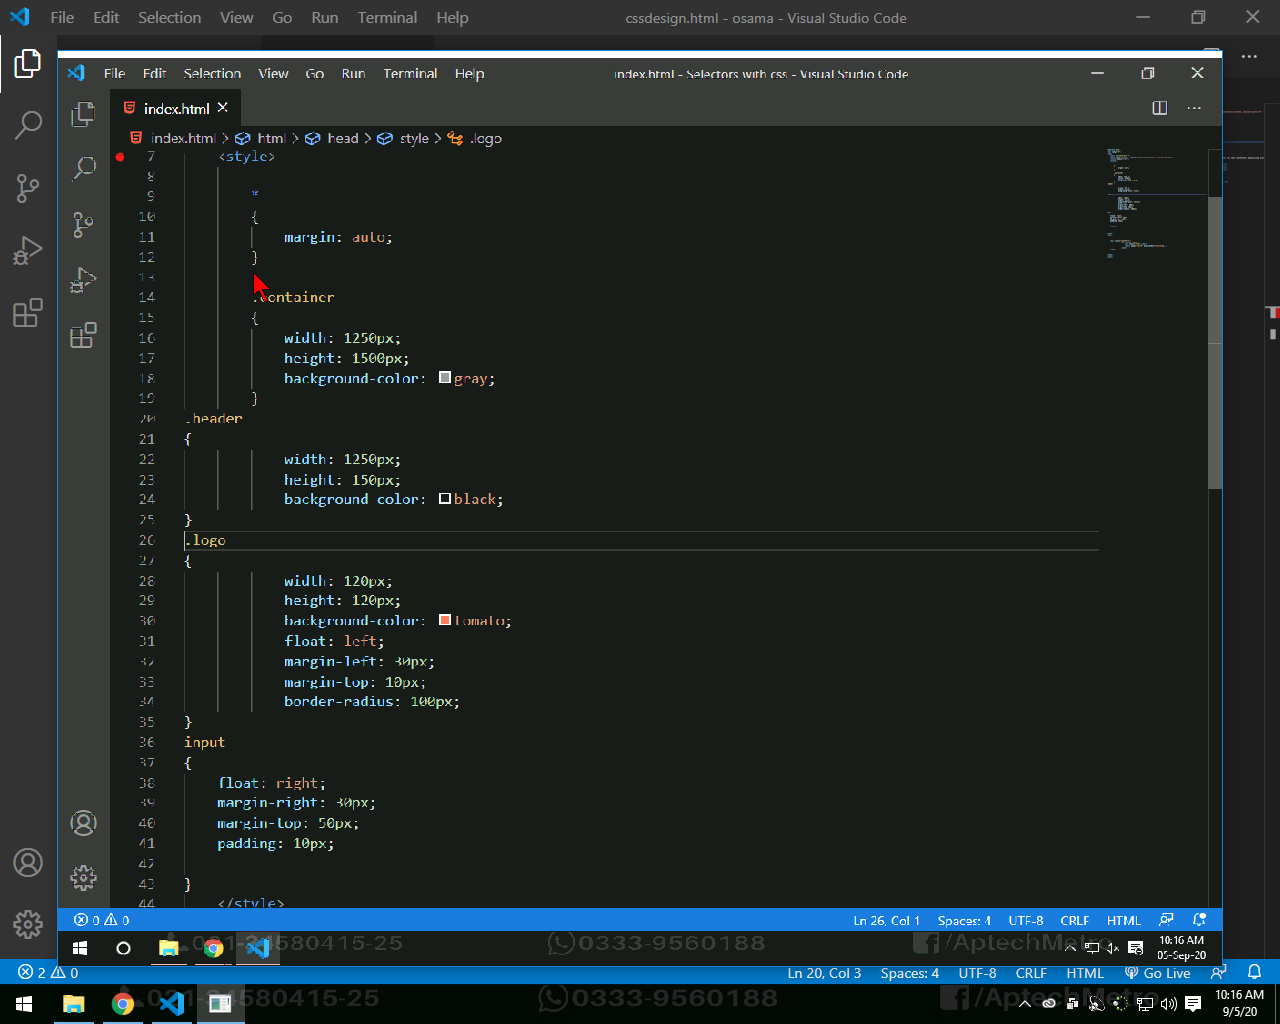 File Edit Selection View Go Run Terminal Help cssdesign.html - osama - Visual Studio Code
File Edit Selection View Go Run Terminal Help index.html - Selectors with css - Visual Studio Code
index.html
index.html > html > head > style > .logo
7 <style>
8
9 *
10 {
11 margin: auto;
12 }
13
14 .container
15 {
16 width: 1250px;
17 height: 1500px;
18 background-color: gray;
19 }
20 .header
21 {
22 width: 1250px;
23 height: 150px;
24 background-color: black;
25 }
26 .logo
27 {
28 width: 120px;
29 height: 120px;
30 background-color: tomato;
31 float: left;
32 margin-left: 30px;
33 margin-top: 10px;
34 border-radius: 100px;
35 }
36 input
37 {
38 float: right;
39 margin-right: 30px;
40 margin-top: 50px;
41 padding: 10px;
42
43 }
44 </style>
0 0 Ln 26, Col 1 Spaces: 4 UTF-8 CRLF HTML
021-34580415-25 0333-9560188 /AptechMetro 10:16 AM
05-Sep-20
2 0 Ln 20, Col 3 Spaces: 4 UTF-8 CRLF HTML Go Live
021-34580415-25 0333-9560188 /AptechMetro 10:16 AM
9/5/20